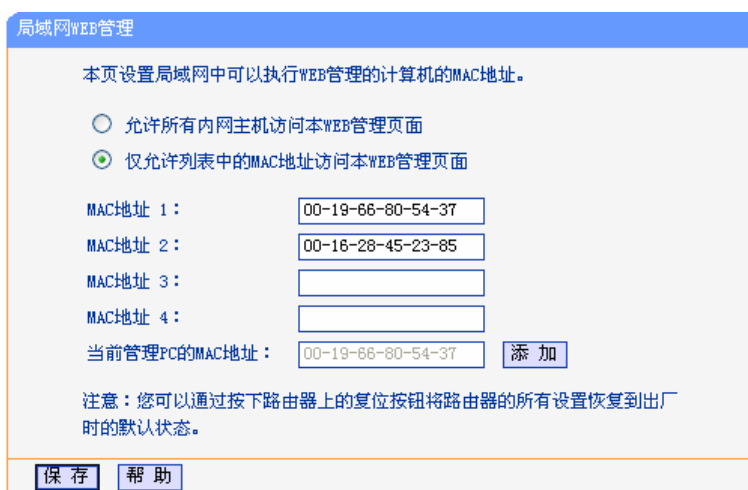 局域网WEB管理
本页设置局域网中可以执行WEB管理的计算机的MAC地址。
允许所有内网主机访问本WEB管理页面
仅允许列表中的MAC地址访问本WEB管理页面
MAC地址 1： 00-19-66-80-54-37
MAC地址 2： 00-16-28-45-23-85
MAC地址 3：
MAC地址 4：
当前管理PC的MAC地址： 00-19-66-80-54-37 添 加
注意：您可以通过按下路由器上的复位按钮将路由器的所有设置恢复到出厂
时的默认状态。
保 存 帮 助